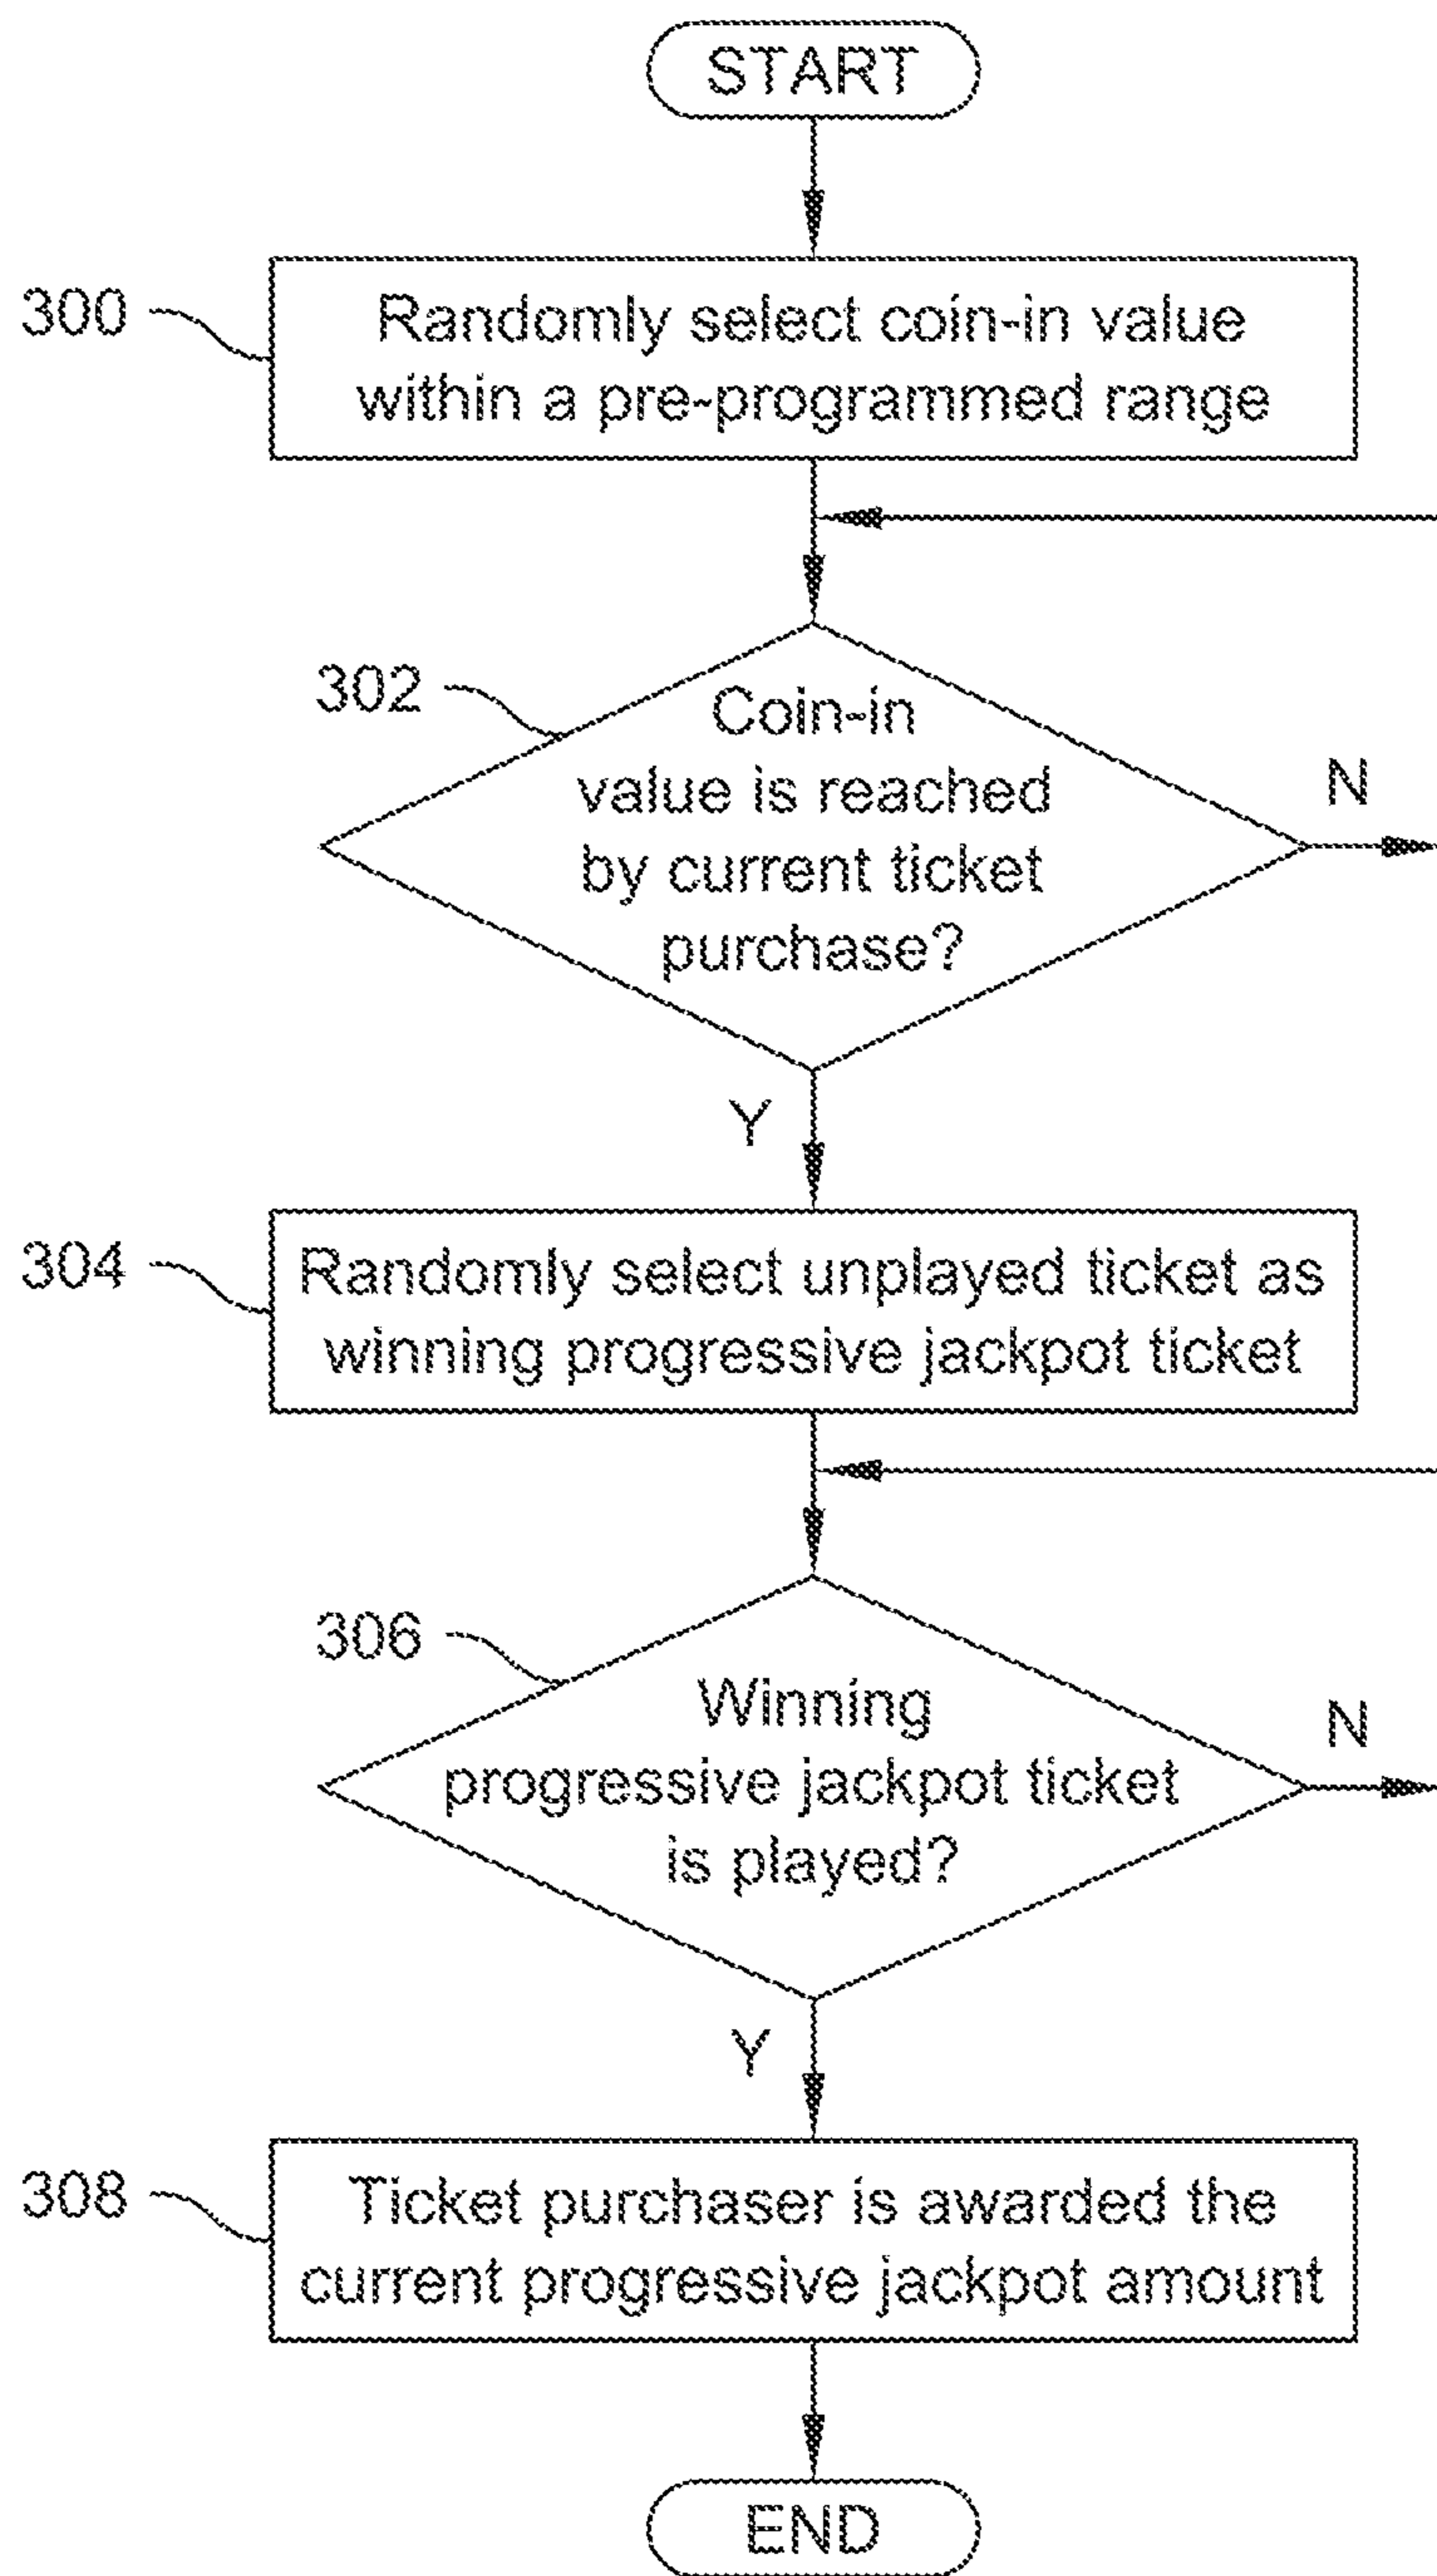 START
300
Randomly select coin-in value
within a pre-programmed range
302
Coin-in
value is reached
by current ticket
purchase?
N
Y
304
Randomly select unplayed ticket as
winning progressive jackpot ticket
306
Winning
progressive jackpot ticket
is played?
N
Y
308
Ticket purchaser is awarded the
current progressive jackpot amount
END